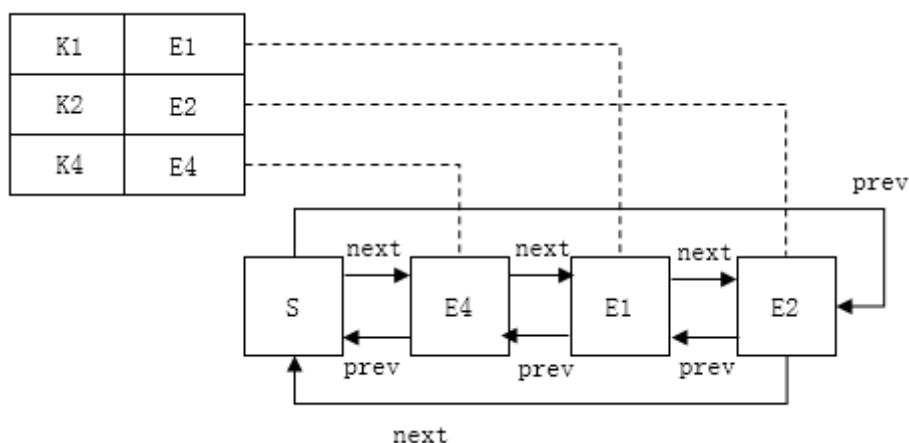 K1 E1
K2 E2
K4 E4
prev
next next next
S E4 E1 E2
prev prev prev
next